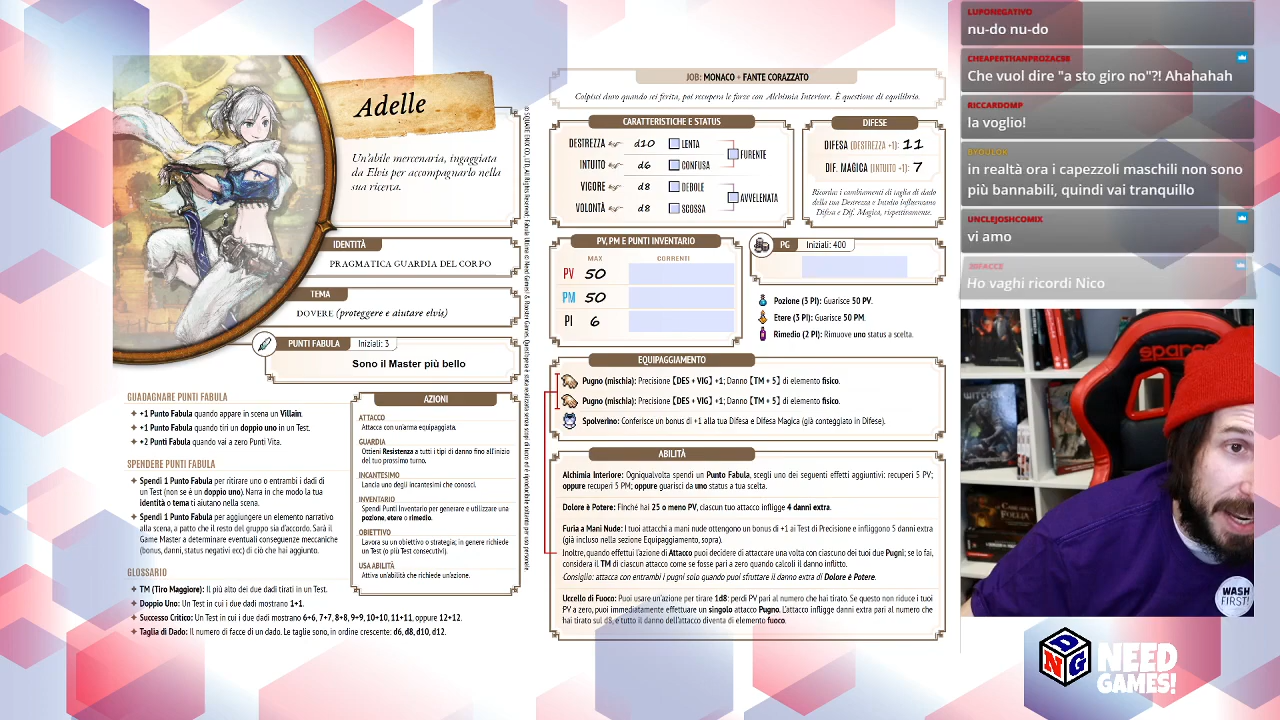 Adelle
Un'abile mercenaria, ingaggiata
da Elvis per accompagnarlo nella
sua ricerca.
IDENTITÀ
PRAGMATICA GUARDIA DEL CORPO
TEMA
DOVERE (proteggere e aiutare elvis)
PUNTI FABULA
Iniziali: 3
Sono il Master più bello
GUADAGNARE PUNTI FABULA
+1 Punto Fabula quando appare in scena un Villain.
+1 Punto Fabula quando tiri un doppio uno in un Test.
+2 Punti Fabula quando vai a zero Punti Vita.
SPENDERE PUNTI FABULA
Spendi 1 Punto Fabula per ritirare uno o entrambi i dadi di
un Test (non se è un doppio uno). Narra in che modo la tua
identità o tema ti aiutano nella scena.
Spendi 1 Punto Fabula per aggiungere un elemento narrativo
alla scena, a patto che il resto del gruppo sia d'accordo. Sarà il
Game Master a determinare eventuali conseguenze meccaniche
(bonus, danni, status negativi ecc) di ciò che hai aggiunto.
GLOSSARIO
TM (Tiro Maggiore): Il più alto dei due dadi tirati in un Test.
Doppio Uno: Un Test in cui i due dadi mostrano 1+1.
Successo Critico: Un Test in cui i due dadi mostrano 6+6, 7+7, 8+8, 9+9, 10+10, 11+11, oppure 12+12.
Taglia di Dado: Il numero di facce di un dado. Le taglie sono, in ordine crescente: d6, d8, d10, d12.
AZIONI
ATTACCO
Attacca con un'arma equipaggiata.
GUARDIA
Ottieni Resistenza a tutti i tipi di danno fino all'inizio
del tuo prossimo turno.
INCANTESIMO
Lancia uno degli incantesimi che conosci.
INVENTARIO
Spendi Punti Inventario per generare e utilizzare una
pozione, etere o rimedio.
OBIETTIVO
Lavora su un obiettivo o strategia; in genere richiede
un Test (o più Test consecutivi).
USA ABILITÀ
Attiva un'abilità che richiede un'azione.
JOB: MONACO + FANTE CORAZZATO
Colpisci duro quando sei ferita, poi recupera le forze con Alchimia Interiore. È questione di equilibrio.
CARATTERISTICHE E STATUS
DESTREZZA d10 LENTA
INTUITO d6 CONFUSA
FURENTE
VIGORE d8 DEBOLE
VOLONTÀ d8 SCOSSA
AVVELENATA
DIFESE
DIFESA (DESTREZZA +1): 11
DIF. MAGICA (INTUITO +1): 7
Ricorda: i cambiamenti di taglia di dado
della tua Destrezza e Intuito influenzano
Difesa e Dif. Magica, rispettivamente.
PV, PM E PUNTI INVENTARIO
MAX CORRENTI
PV 50
PM 50
PI 6
PG Iniziali: 400
Pozione (3 PI): Guarisce 50 PV.
Etere (3 PI): Guarisce 50 PM.
Rimedio (2 PI): Rimuove uno status a scelta.
EQUIPAGGIAMENTO
Pugno (mischia): Precisione [DES + VIG] +1; Danno [TM + 5] di elemento fisico.
Pugno (mischia): Precisione [DES + VIG] +1; Danno [TM + 5] di elemento fisico.
Spolverino: Conferisce un bonus di +1 alla tua Difesa e Difesa Magica (già conteggiato in Difese).
ABILITÀ
Alchimia Interiore: Ogniqualvolta spendi un Punto Fabula, scegli uno dei seguenti effetti aggiuntivi: recuperi 5 PV;
oppure recuperi 5 PM; oppure guarisci da uno status a tua scelta.
Dolore è Potere: Finché hai 25 o meno PV, ciascun tuo attacco infligge 4 danni extra.
Furia a Mani Nude: I tuoi attacchi a mani nude ottengono un bonus di +1 ai Test di Precisione e infliggono 5 danni extra
(già incluso nella sezione Equipaggiamento, sopra).
Inoltre, quando effettui l'azione di Attacco puoi decidere di attaccare una volta con ciascuno dei tuoi due Pugni; se lo fai,
considera il TM di ciascun attacco come se fosse pari a zero quando calcoli il danno inflitto.
Consiglio: attacca con entrambi i pugni solo quando puoi sfruttare il danno extra di Dolore è Potere.
Uccello di Fuoco: Puoi usare un'azione per tirare 1d8: perdi PV pari al numero che hai tirato. Se questo non riduce i tuoi
PV a zero, puoi immediatamente effettuare un singolo attacco Pugno. L'attacco infligge danno extra pari al numero che
hai tirato sul d8, e tutto il danno dell'attacco diventa di elemento fuoco.
LUPONEGATIVO
nu-do nu-do
CHEAPERTHANPROZAC98
Che vuol dire "a sto giro no"?! Ahahahah
RICCARDOMP
la voglio!
in realtà ora i capezzoli maschili non sono
più bannabili, quindi vai tranquillo
UNCLEJOSHCOMIX
vi amo
Ho vaghi ricordi Nico
sparco
WASH
FIRST!
NDG
NEED
GAMES!